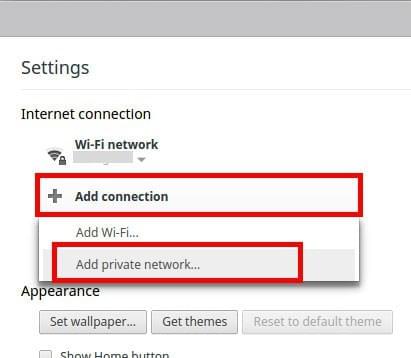 Settings
Internet connection
Wi-Fi network
Add connection
Add Wi-Fi...
Add private network...
Appearance
Set wallpaper... Get themes Reset to default theme
Show Home button